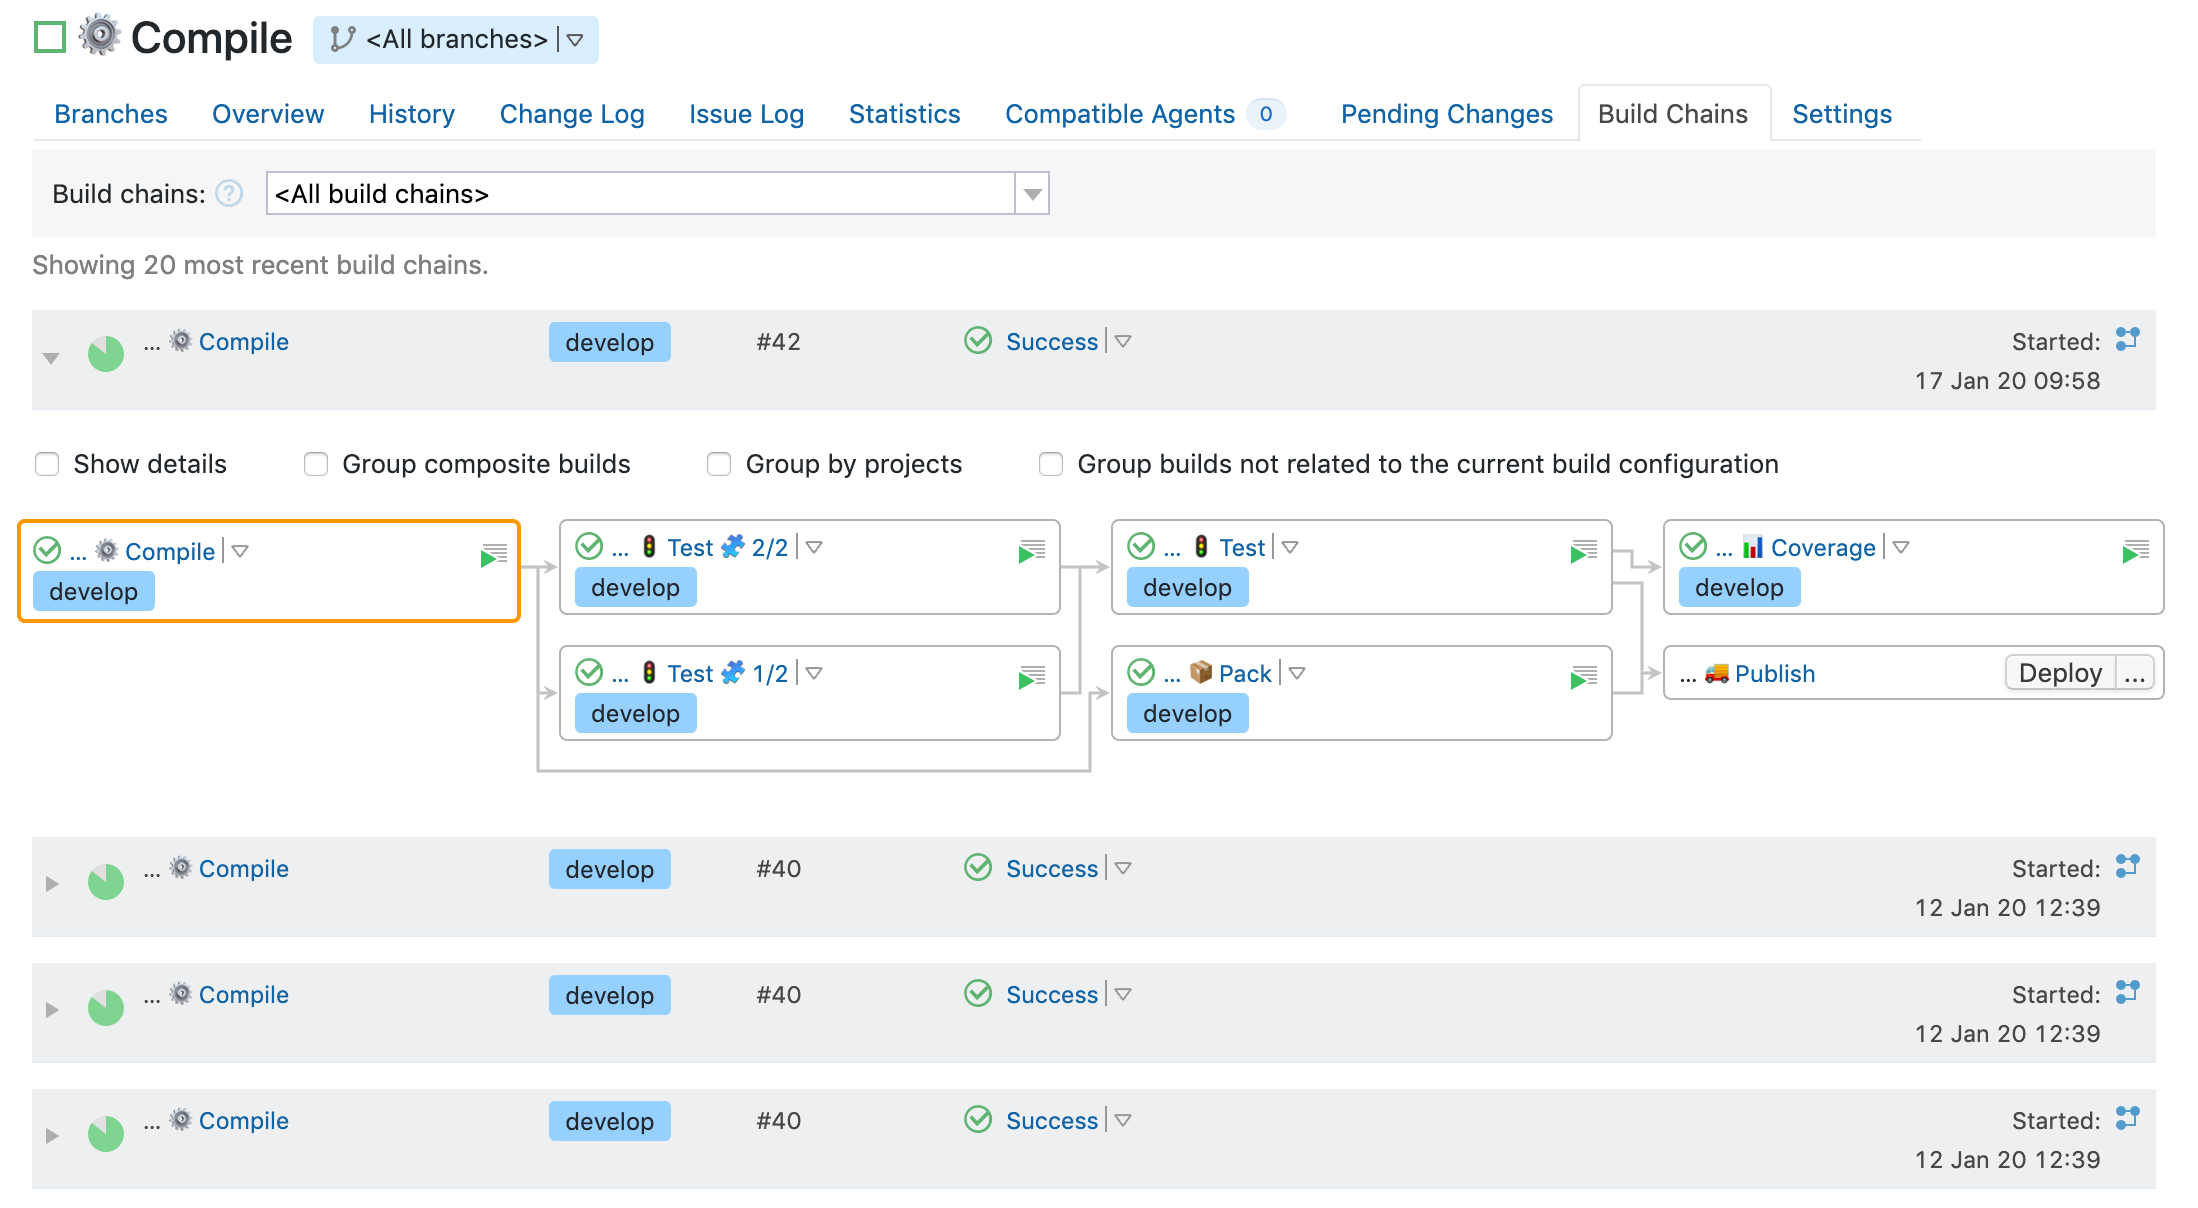 Compile <All branches>
Branches Overview History Change Log Issue Log Statistics Compatible Agents 0 Pending Changes Build Chains Settings
Build chains: ? <All build chains>
Showing 20 most recent build chains.
... Compile develop #42 Success Started:
17 Jan 20 09:58
Show details Group composite builds Group by projects Group builds not related to the current build configuration
... Compile
develop
... Test 2/2
develop
... Test
develop
... Coverage
develop
... Test 1/2
develop
... Pack
develop
... Publish Deploy ...
... Compile develop #40 Success Started:
12 Jan 20 12:39
... Compile develop #40 Success Started:
12 Jan 20 12:39
... Compile develop #40 Success Started:
12 Jan 20 12:39